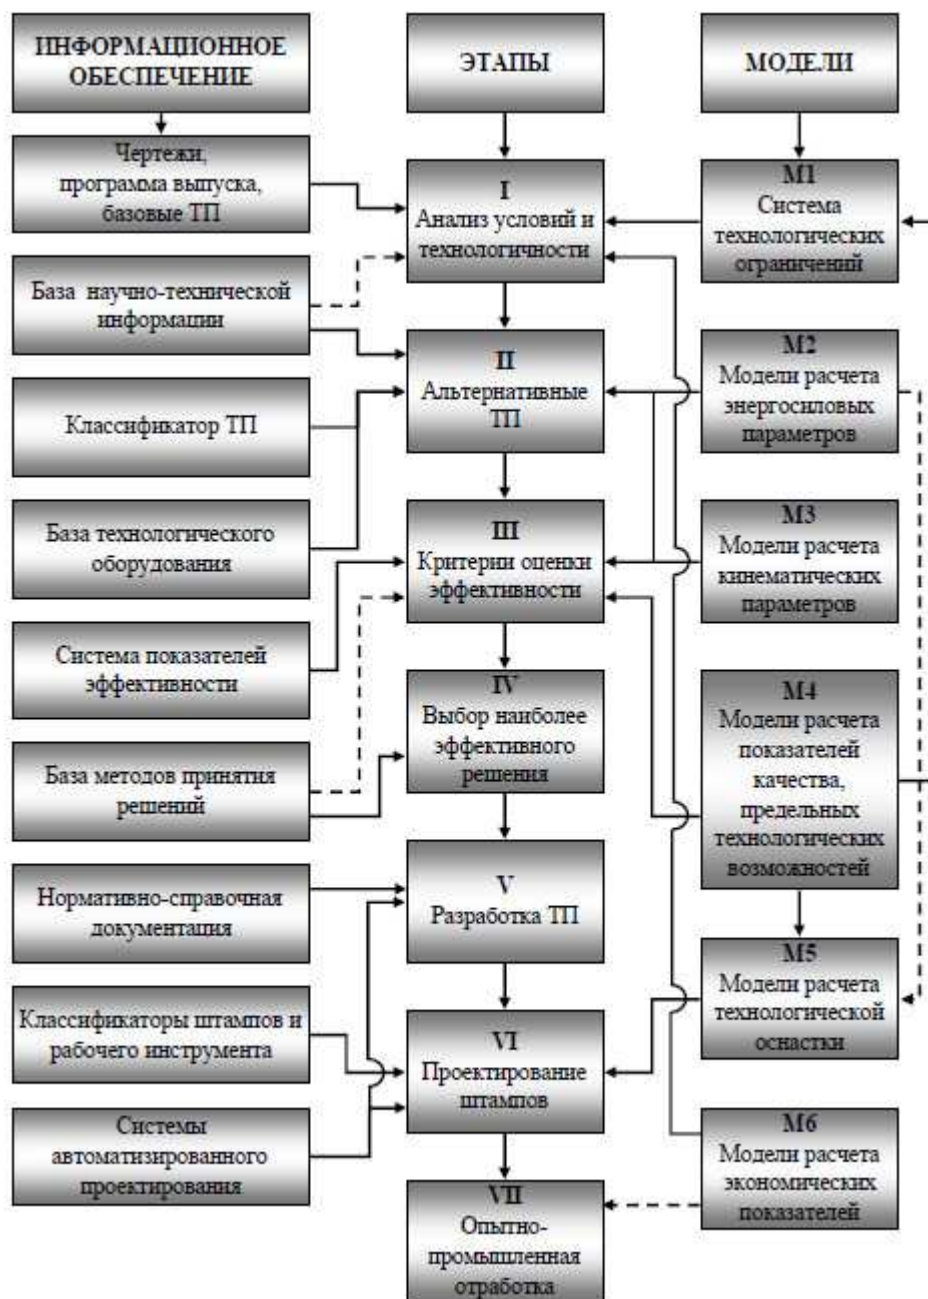 ИНФОРМАЦИОННОЕ
ОБЕСПЕЧЕНИЕ
Чертежи,
программа выпуска,
базовые ТП
База научно-технической
информации
Классификатор ТП
База технологического
оборудования
Система показателей
эффективности
База методов принятия
решений
Нормативно-справочная
документация
Классификаторы штампов и
рабочего инструмента
Системы
автоматизированного
проектирования
ЭТАПЫ
I
Анализ условий и
технологичности
II
Альтернативные
ТП
III
Критерии оценки
эффективности
IV
Выбор наиболее
эффективного
решения
V
Разработка ТП
VI
Проектирование
штампов
VII
Опытно-
промышленная
отработка
МОДЕЛИ
М1
Система
технологических
ограничений
М2
Модели расчета
энергосиловых
параметров
М3
Модели расчета
кинематических
параметров
М4
Модели расчета
показателей
качества,
предельных
технологических
возможностей
М5
Модели расчета
технологической
оснастки
М6
Модели расчета
экономических
показателей